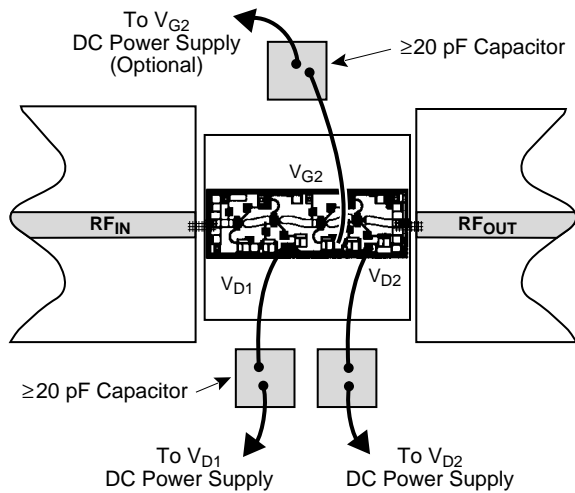 To V_G2
DC Power Supply
(Optional)
≥20 pF Capacitor
V_G2
RF_IN
RF_OUT
V_D1
V_D2
≥20 pF Capacitor
To V_D1
DC Power Supply
To V_D2
DC Power Supply